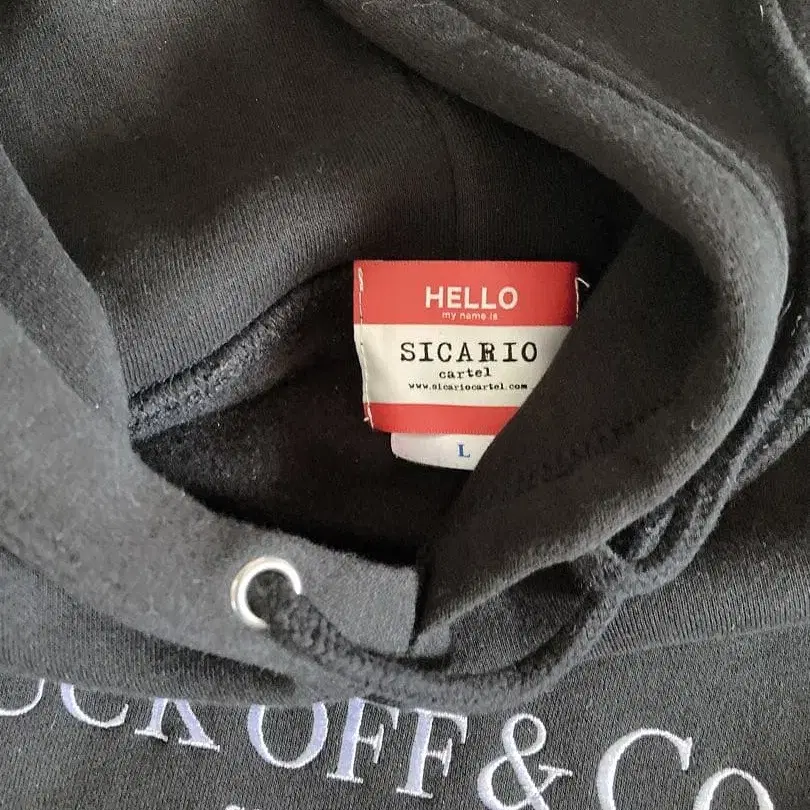 HELLO
my name is
SICARIO
cartel
www.sicariocartel.com
L
UCK OFF & CO